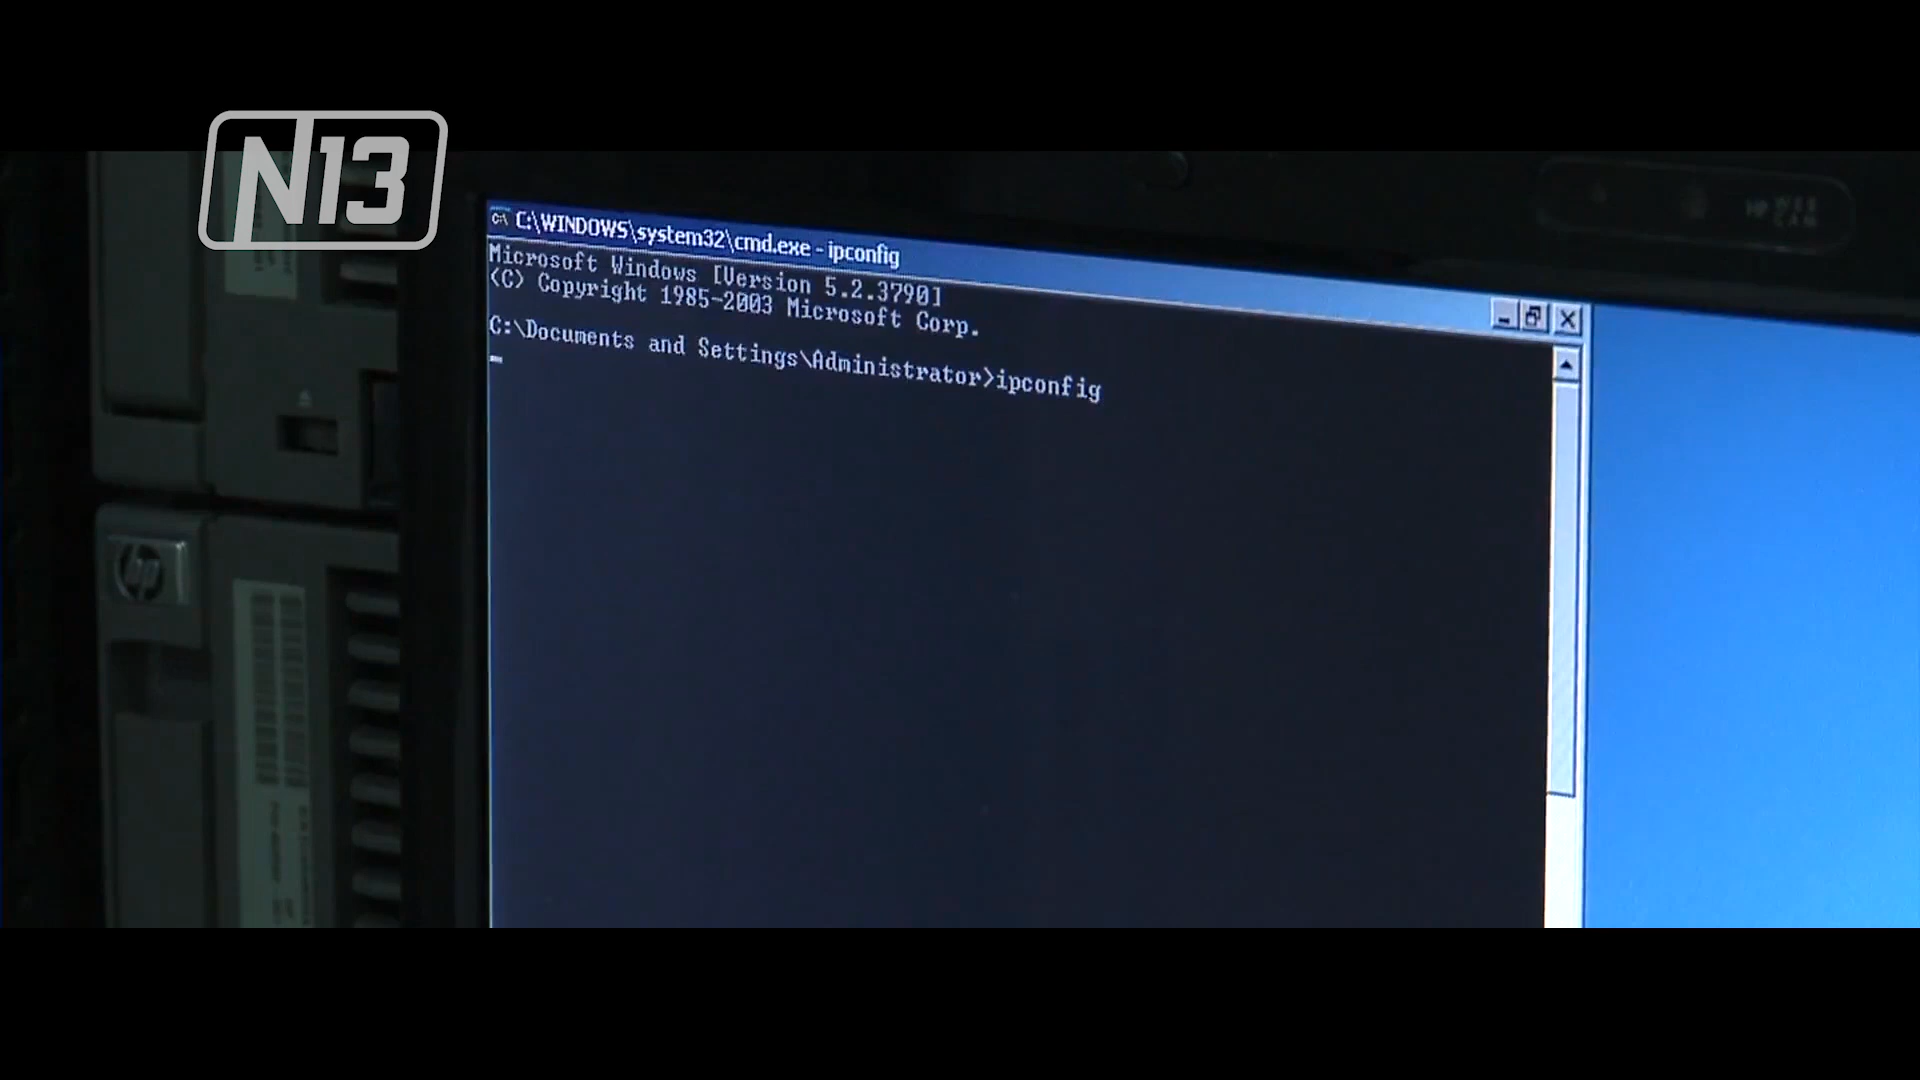 N13
C:\WINDOWS\system32\cmd.exe - ipconfig
Microsoft Windows [Version 5.2.3790]
(C) Copyright 1985-2003 Microsoft Corp.
C:\Documents and Settings\Administrator>ipconfig
hp